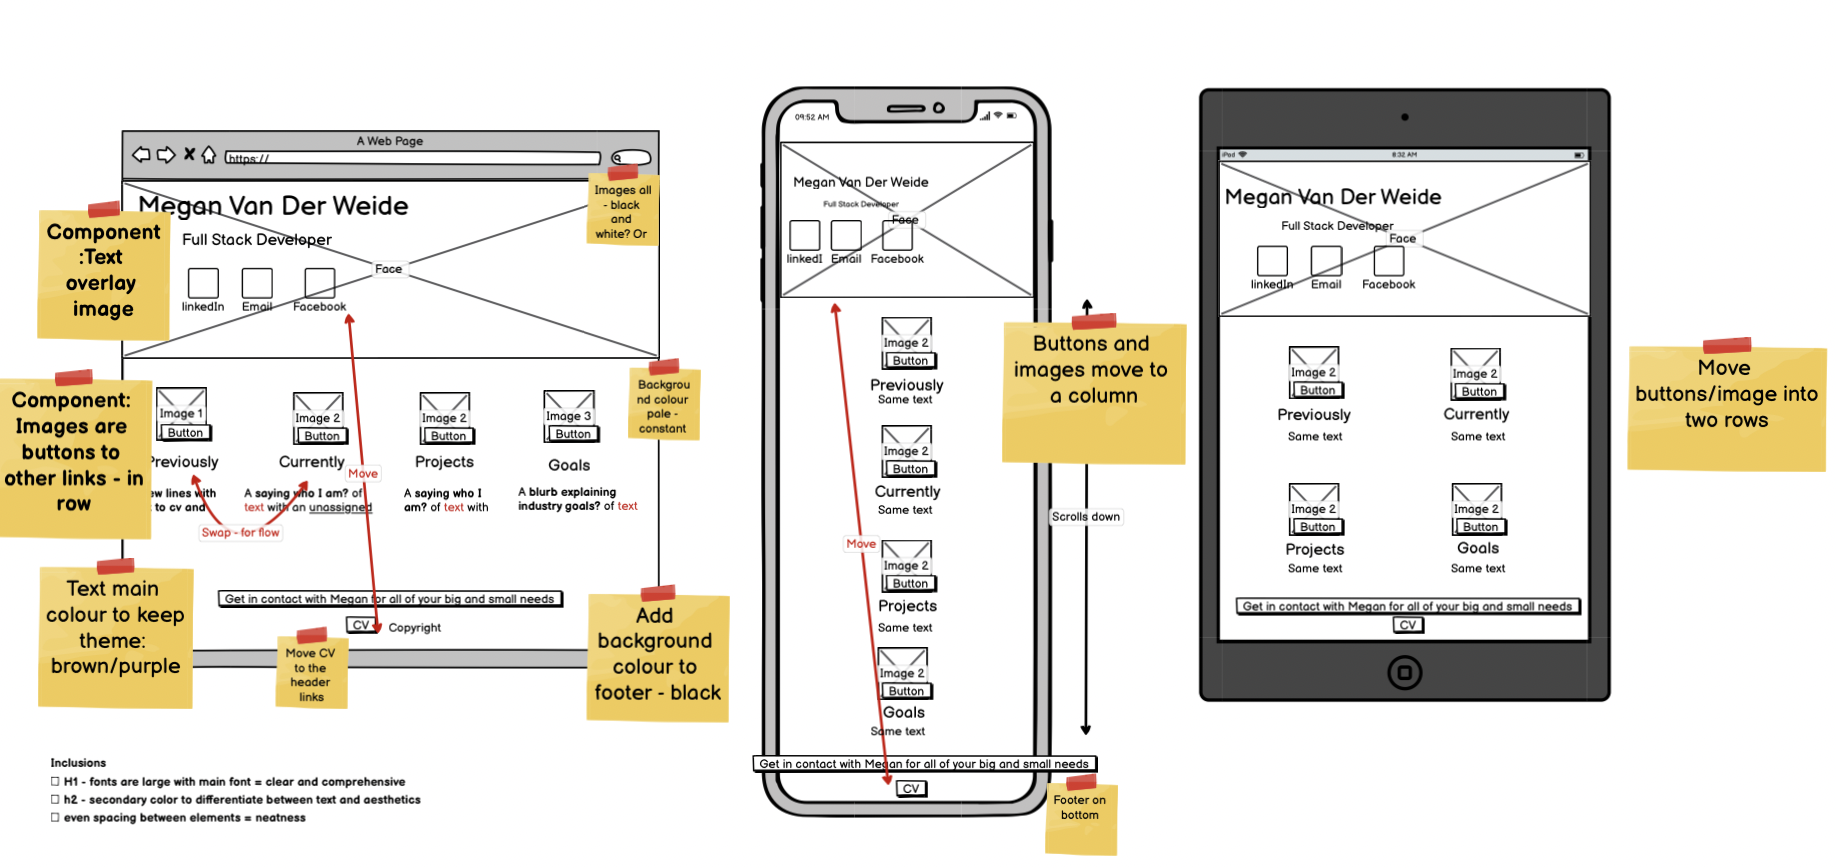 A Web Page
https://
Megan Van Der Weide
Full Stack Developer
Face
linkedIn
Email
Facebook
Images all
- black
and
white? Or
Component
:Text
overlay
image
Component:
Images are
buttons to
other links - in
row
Image 1
Button
Previously
ew lines with
to cv and
Image 2
Button
Currently
A saying who I am? of
text with an unassigned
Move
Swap - for flow
Image 2
Button
Projects
A saying who I
am? of text with
Image 3
Button
Goals
A blurb explaining
industry goals? of text
Backgrou
nd colour
pale -
constant
Text main
colour to keep
theme:
brown/purple
Get in contact with Megan for all of your big and small needs
CV
Copyright
Move CV
to the
header
links
Add
background
colour to
footer - black
Inclusions
H1 - fonts are large with main font = clear and comprehensive
h2 - secondary color to differentiate between text and aesthetics
even spacing between elements = neatness
09:52 AM
Megan Van Der Weide
Full Stack Developer
Face
linkedI
Email
Facebook
Image 2
Button
Previously
Same text
Image 2
Button
Currently
Same text
Move
Image 2
Button
Projects
Same text
Image 2
Button
Goals
Same text
Get in contact with Megan for all of your big and small needs
CV
Buttons and
images move to
a column
Scrolls down
Footer on
bottom
iPod
8:32 AM
Megan Van Der Weide
Full Stack Developer
Face
linkedIn
Email
Facebook
Image 2
Button
Previously
Same text
Image 2
Button
Currently
Same text
Image 2
Button
Projects
Same text
Image 2
Button
Goals
Same text
Get in contact with Megan for all of your big and small needs
CV
Move
buttons/image into
two rows